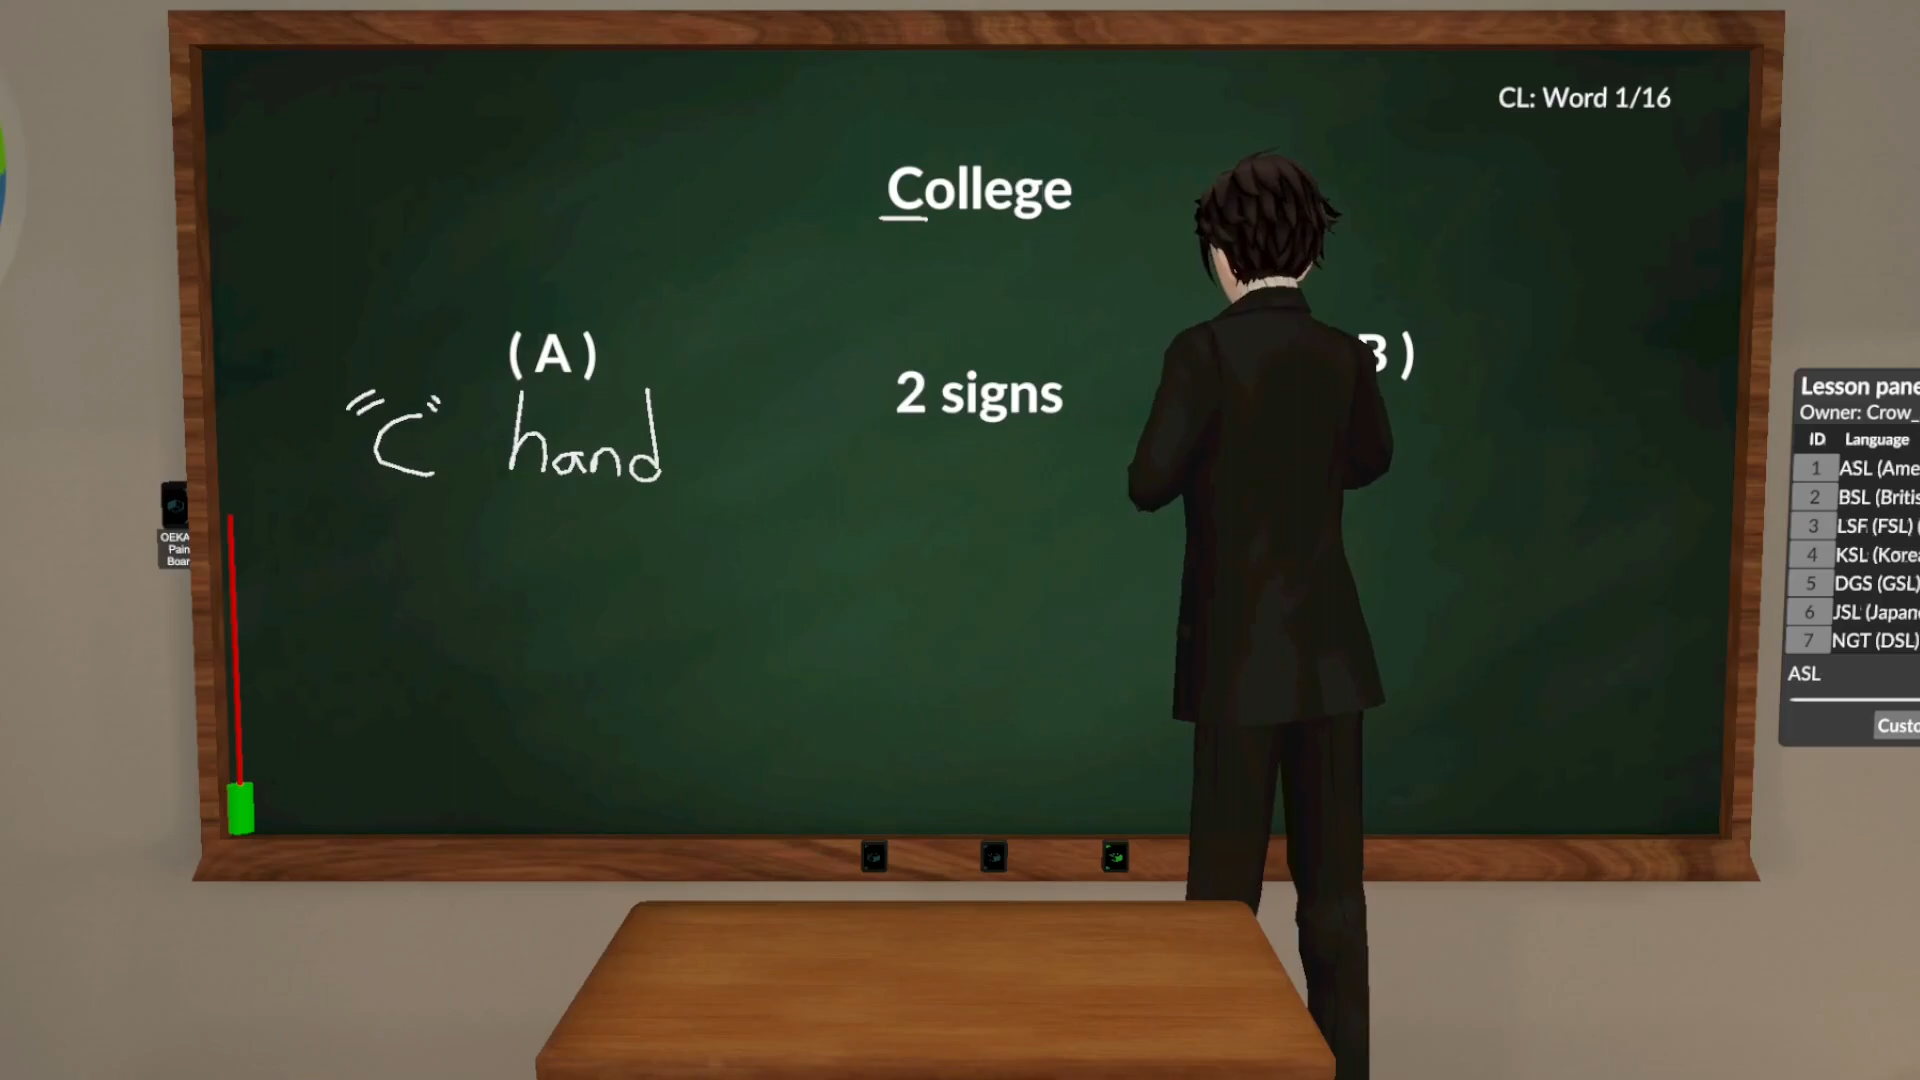 CL: Word 1/16
College
(A)
2 signs
B)
"C" hand
OEKA
Pain
Boar
Lesson pane
Owner: Crow_
ID Language
1 ASL (Ame
2 BSL (Britis
3 LSF (FSL) (
4 KSL (Korea
5 DGS (GSL)
6 JSL (Japane
7 NGT (DSL)
ASL
Custo